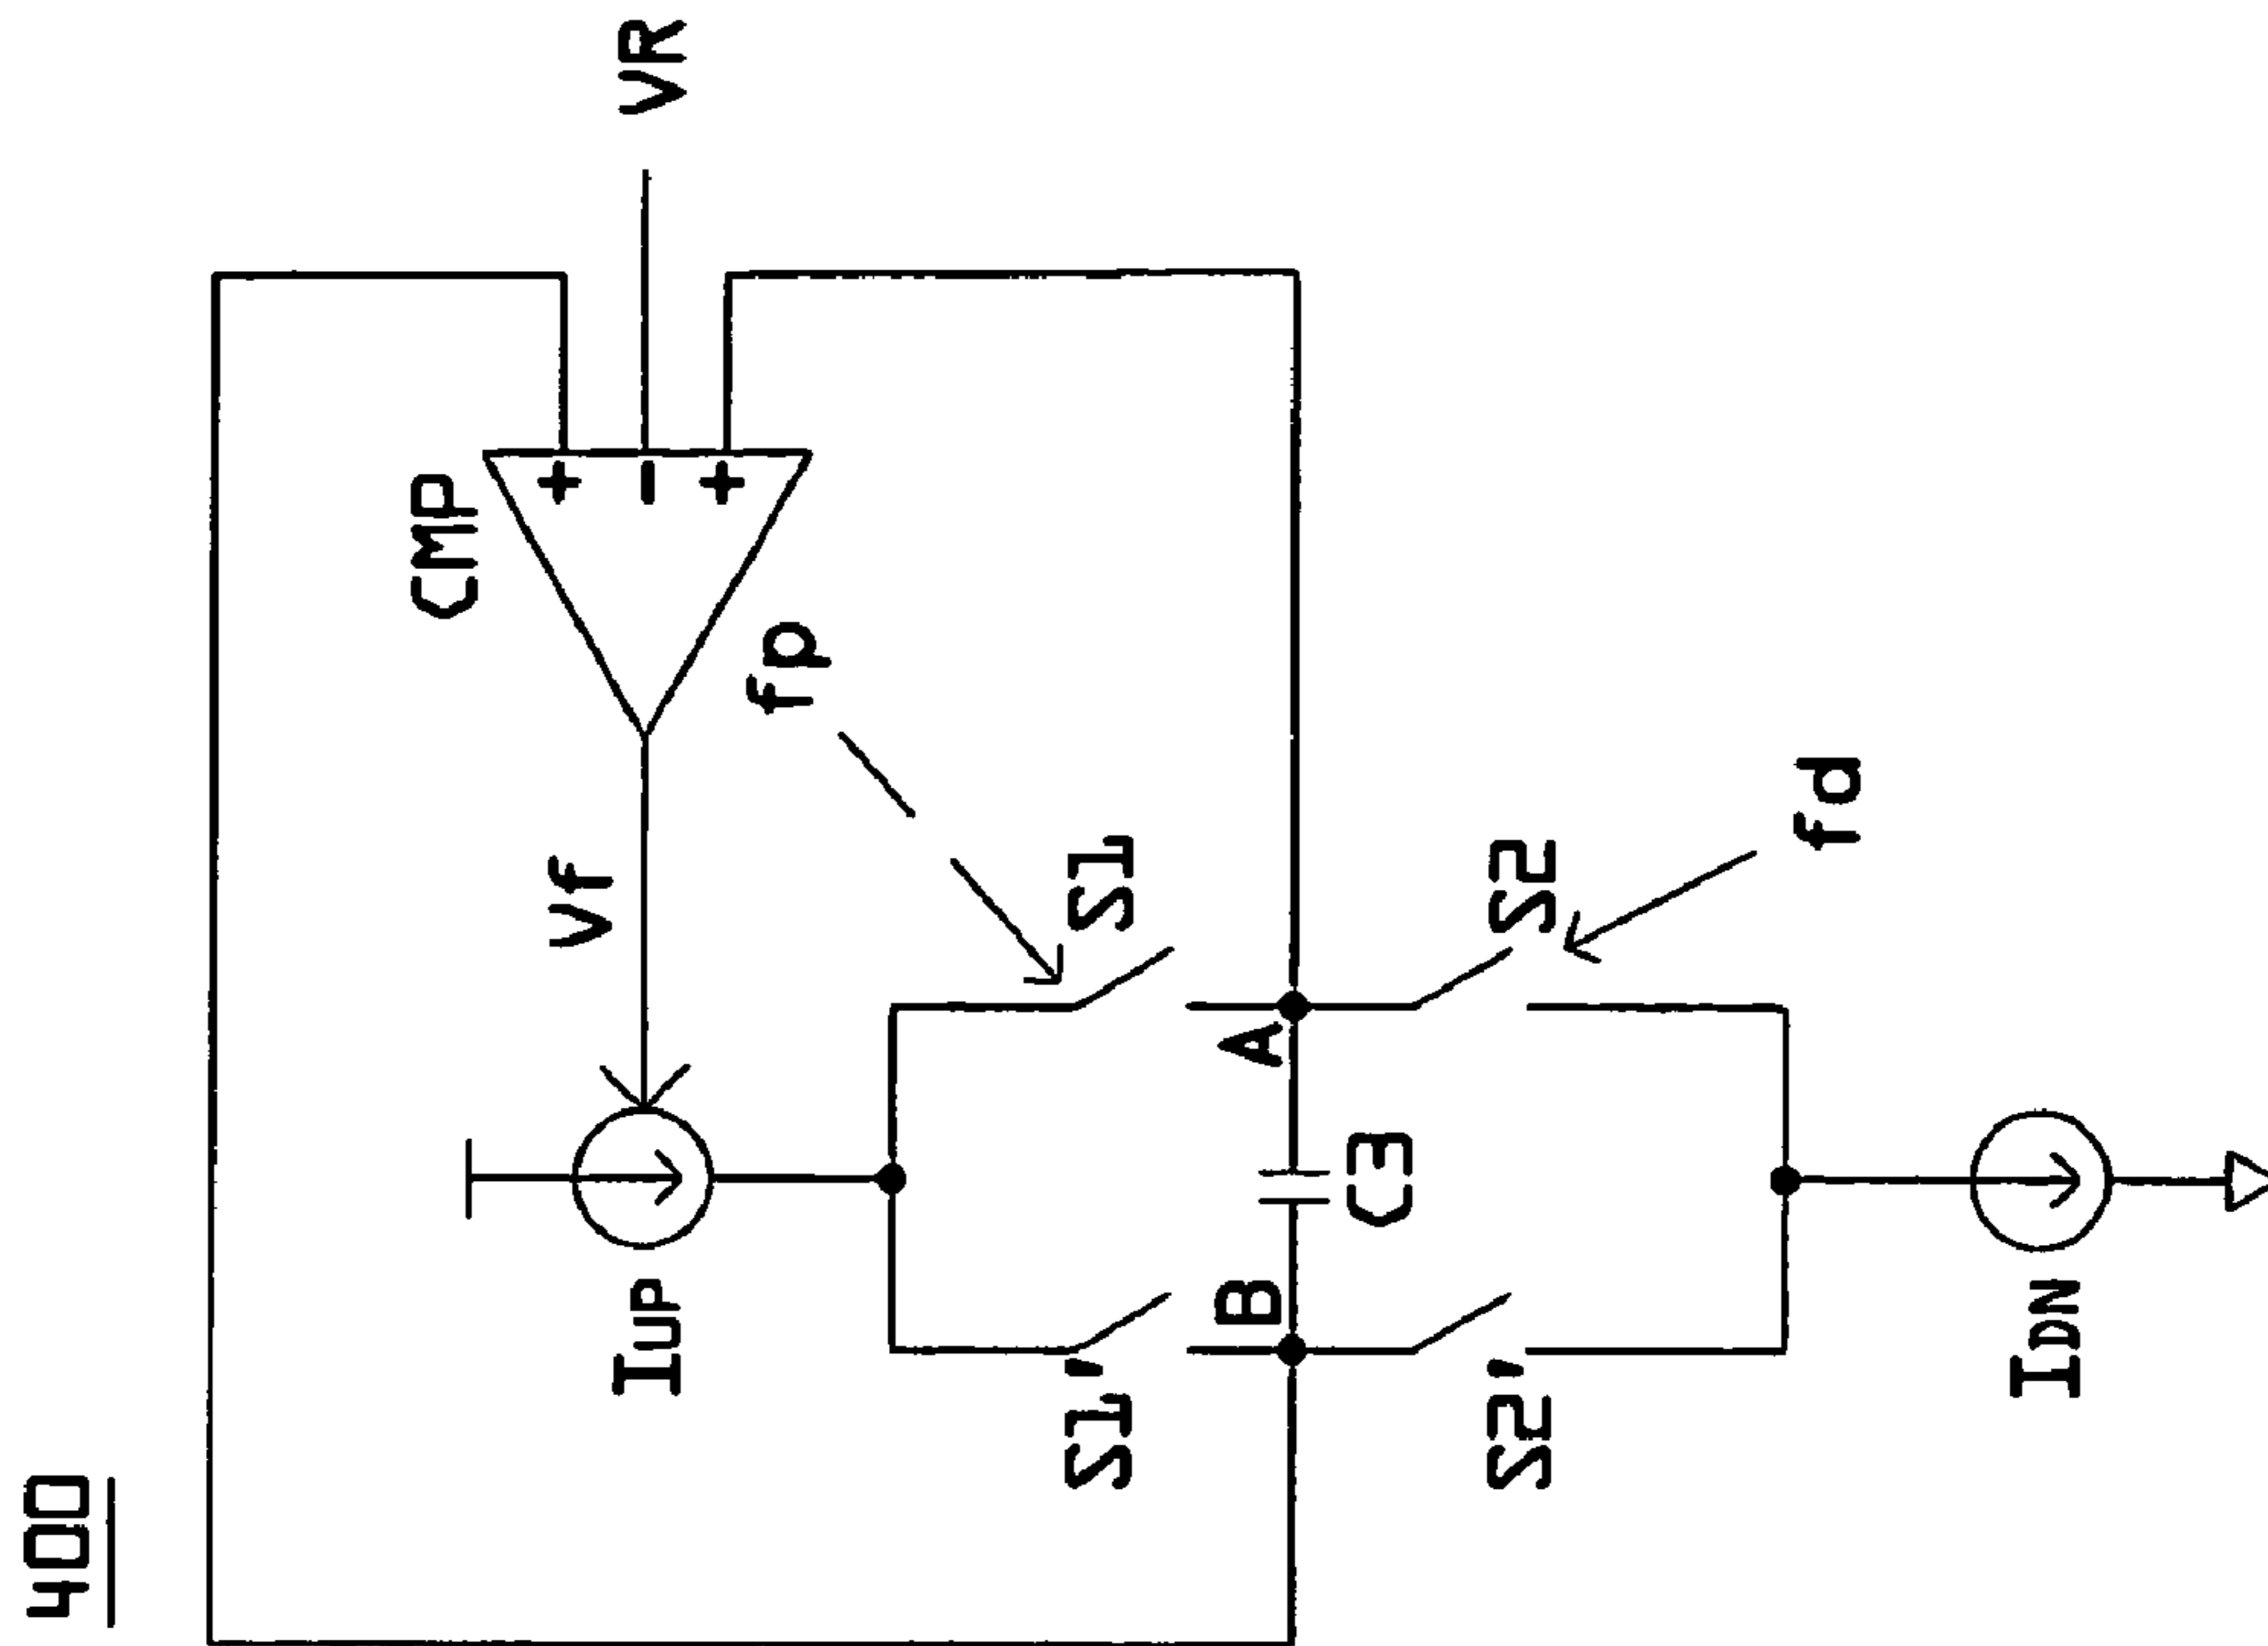 400
CMP
+
-
+
VR
Vf
fp
IUP
S1'
S1
B
A
C3
S2'
S2
fd
IDN